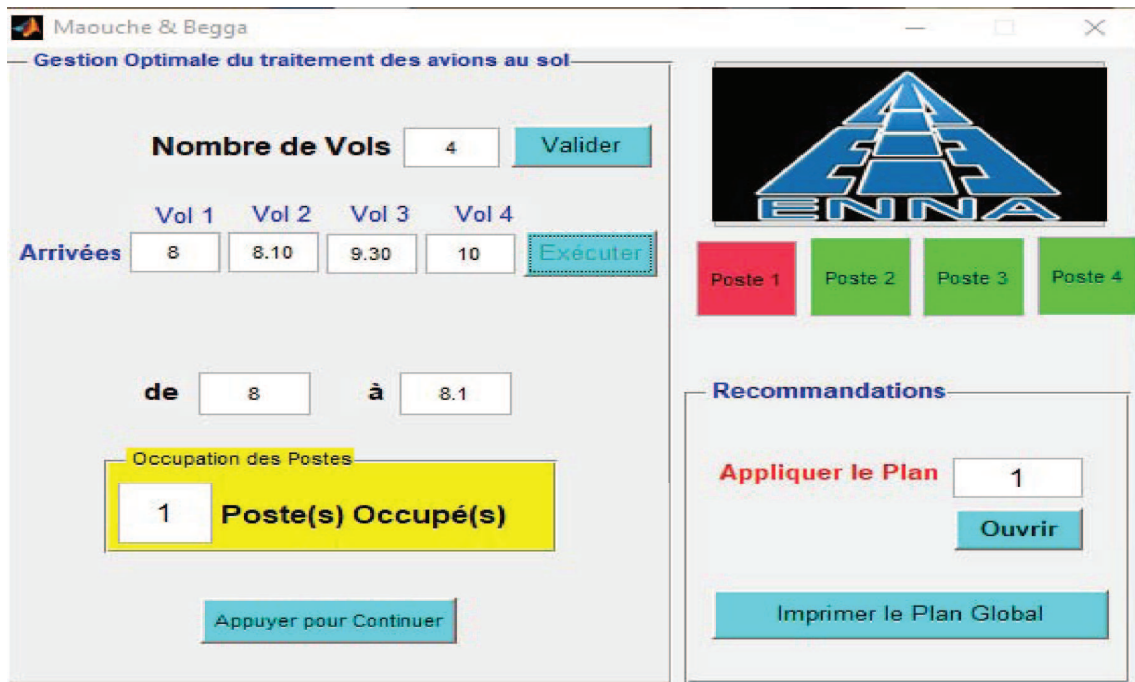 Maouche & Begga
Gestion Optimale du traitement des avions au sol
Nombre de Vols 4 Valider
Vol 1 Vol 2 Vol 3 Vol 4
Arrivées 8 8.10 9.30 10 Exécuter
de 8 à 8.1
Occupation des Postes
1 Poste(s) Occupé(s)
Appuyer pour Continuer
ENNA
Poste 1 Poste 2 Poste 3 Poste 4
Recommandations
Appliquer le Plan 1
Ouvrir
Imprimer le Plan Global